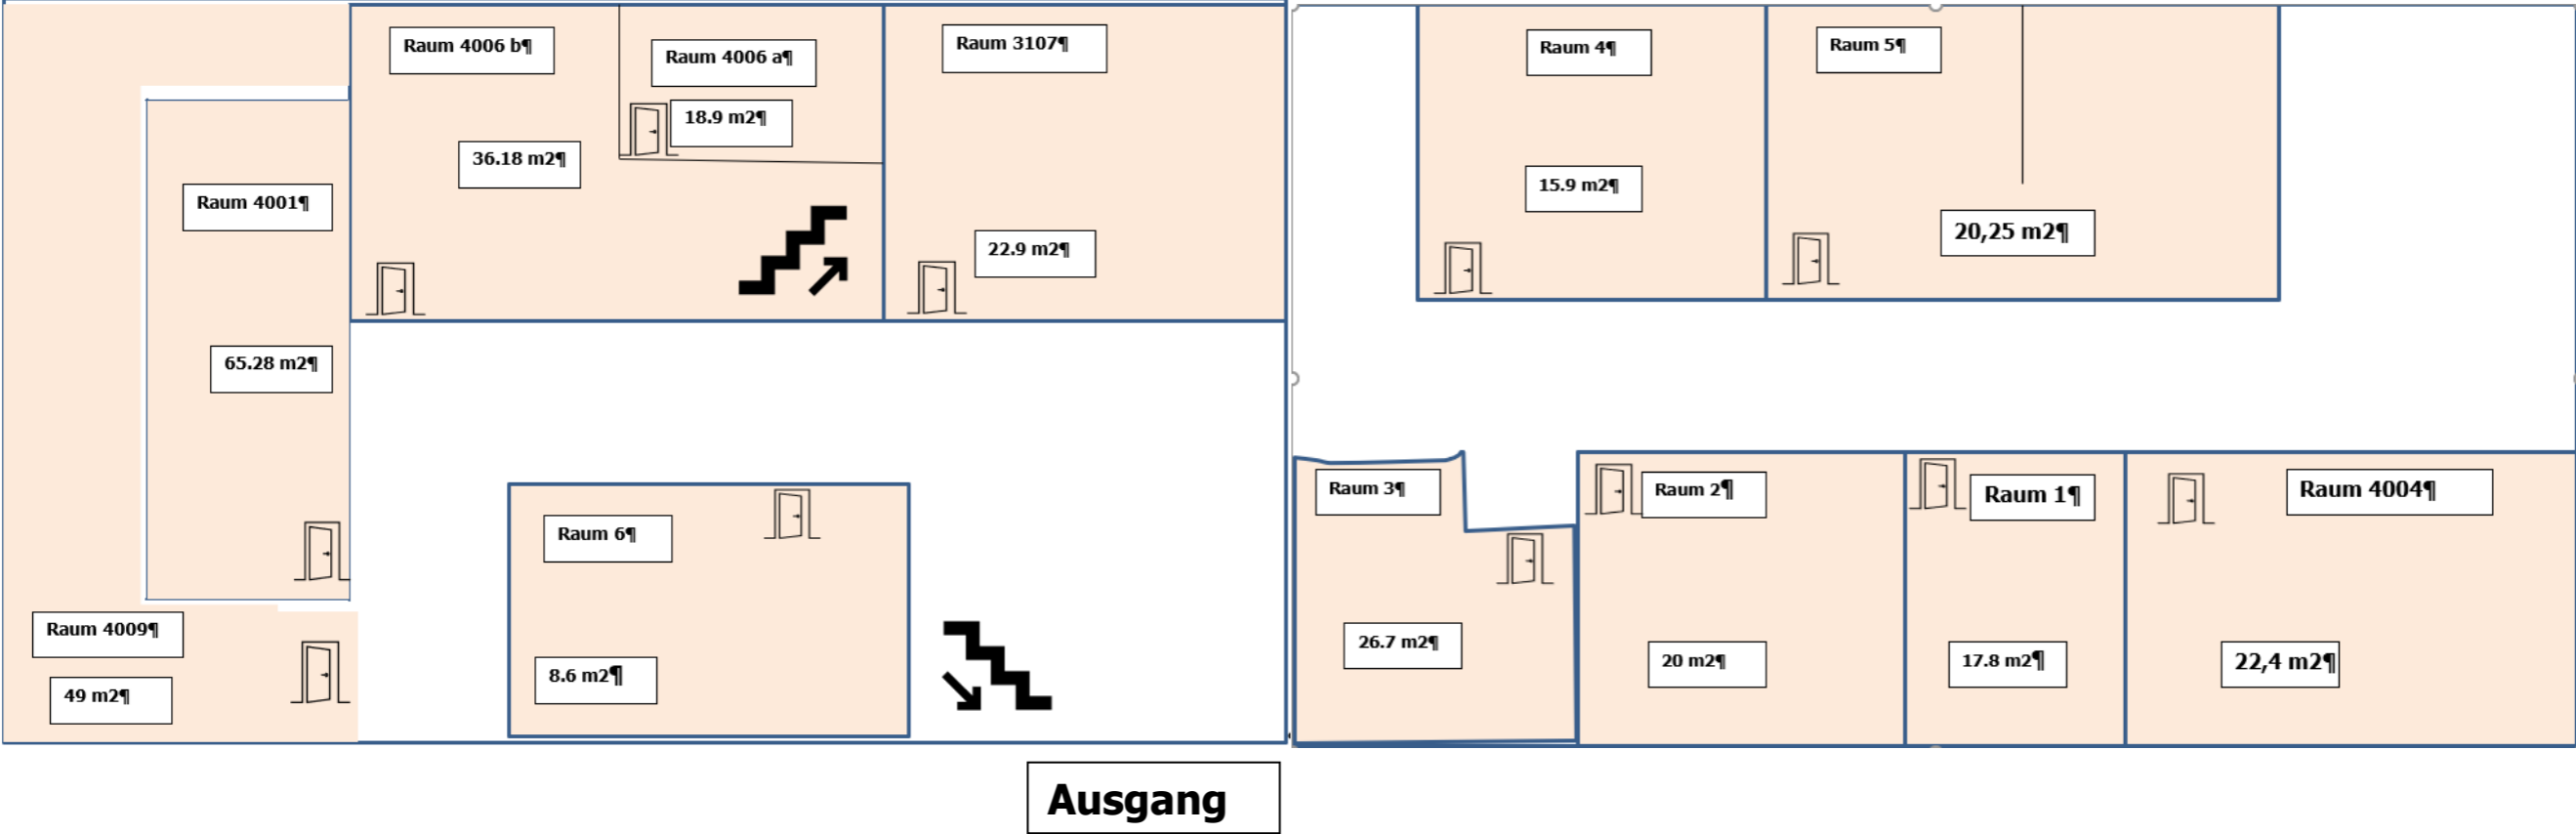 Raum 4006 b¶
Raum 4006 a¶
18.9 m2¶
36.18 m2¶
Raum 3107¶
22.9 m2¶
Raum 4001¶
65.28 m2¶
Raum 4009¶
49 m2¶
Raum 6¶
8.6 m2¶
Raum 4¶
15.9 m2¶
Raum 5¶
20,25 m2¶
Raum 3¶
26.7 m2¶
Raum 2¶
20 m2¶
Raum 1¶
17.8 m2¶
Raum 4004¶
22,4 m2¶
Ausgang